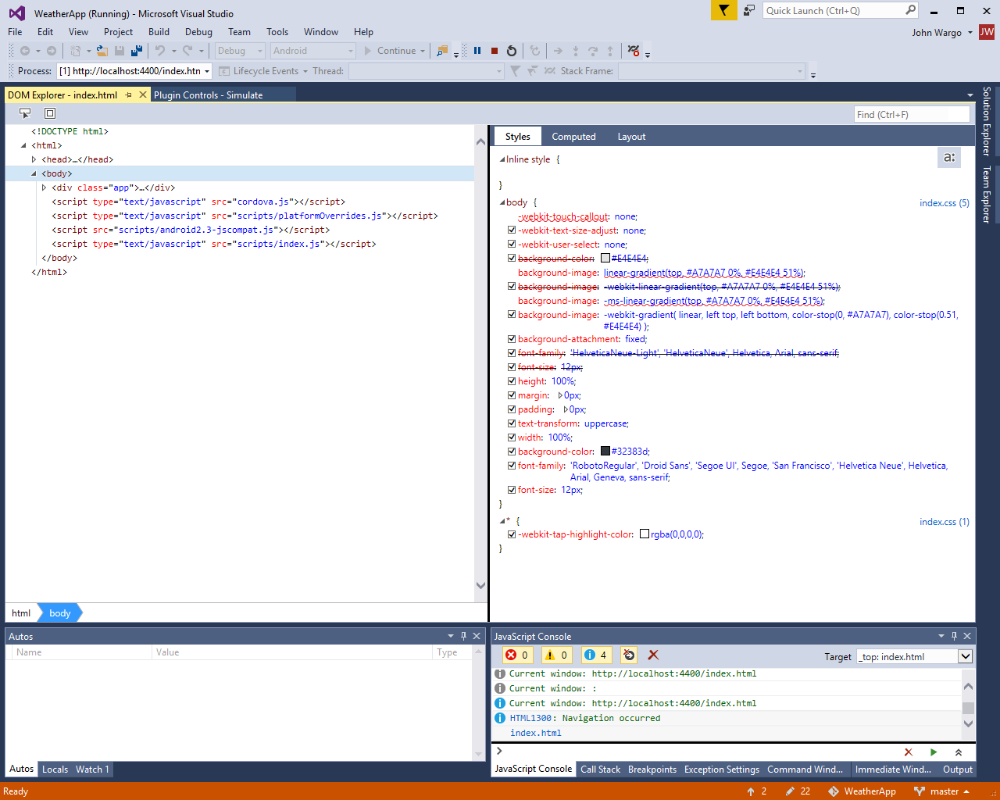 WeatherApp (Running) - Microsoft Visual Studio
Quick Launch (Ctrl+Q)
File Edit View Project Build Debug Team Tools Window Help
John Wargo JW
Debug Android Continue
Process: [1] http://localhost:4400/index.htn Lifecycle Events Thread: Stack Frame:
DOM Explorer - index.html Plugin Controls - Simulate
Solution Explorer
Team Explorer
Find (Ctrl+F)
<!DOCTYPE html>
<html>
<head>…</head>
<body>
<div class="app">…</div>
<script type="text/javascript" src="cordova.js"></script>
<script type="text/javascript" src="scripts/platformOverrides.js"></script>
<script src="scripts/android2.3-jscompat.js"></script>
<script type="text/javascript" src="scripts/index.js"></script>
</body>
</html>
html body
Styles Computed Layout
Inline style {
a:
}
body { index.css (5)
-webkit-touch-callout: none;
-webkit-text-size-adjust: none;
-webkit-user-select: none;
background-color: #E4E4E4;
background-image: linear-gradient(top, #A7A7A7 0%, #E4E4E4 51%);
background-image: -webkit-linear-gradient(top, #A7A7A7 0%, #E4E4E4 51%);
background-image: -ms-linear-gradient(top, #A7A7A7 0%, #E4E4E4 51%);
background-image: -webkit-gradient( linear, left top, left bottom, color-stop(0, #A7A7A7), color-stop(0.51,
#E4E4E4) );
background-attachment: fixed;
font-family: 'HelveticaNeue-Light', 'HelveticaNeue', Helvetica, Arial, sans-serif;
font-size: 12px;
height: 100%;
margin: 0px;
padding: 0px;
text-transform: uppercase;
width: 100%;
background-color: #32383d;
font-family: 'RobotoRegular', 'Droid Sans', 'Segoe UI', Segoe, 'San Francisco', 'Helvetica Neue', Helvetica,
Arial, Geneva, sans-serif;
font-size: 12px;
}
* { index.css (1)
-webkit-tap-highlight-color: rgba(0,0,0,0);
}
Autos
Name Value Type
Autos Locals Watch 1
JavaScript Console
0 0 4 Target _top: index.html
Current window: http://localhost:4400/index.html
Current window: :
Current window: http://localhost:4400/index.html
HTML1300: Navigation occurred
index.html
JavaScript Console Call Stack Breakpoints Exception Settings Command Wind... Immediate Wind... Output
Ready 2 22 WeatherApp master